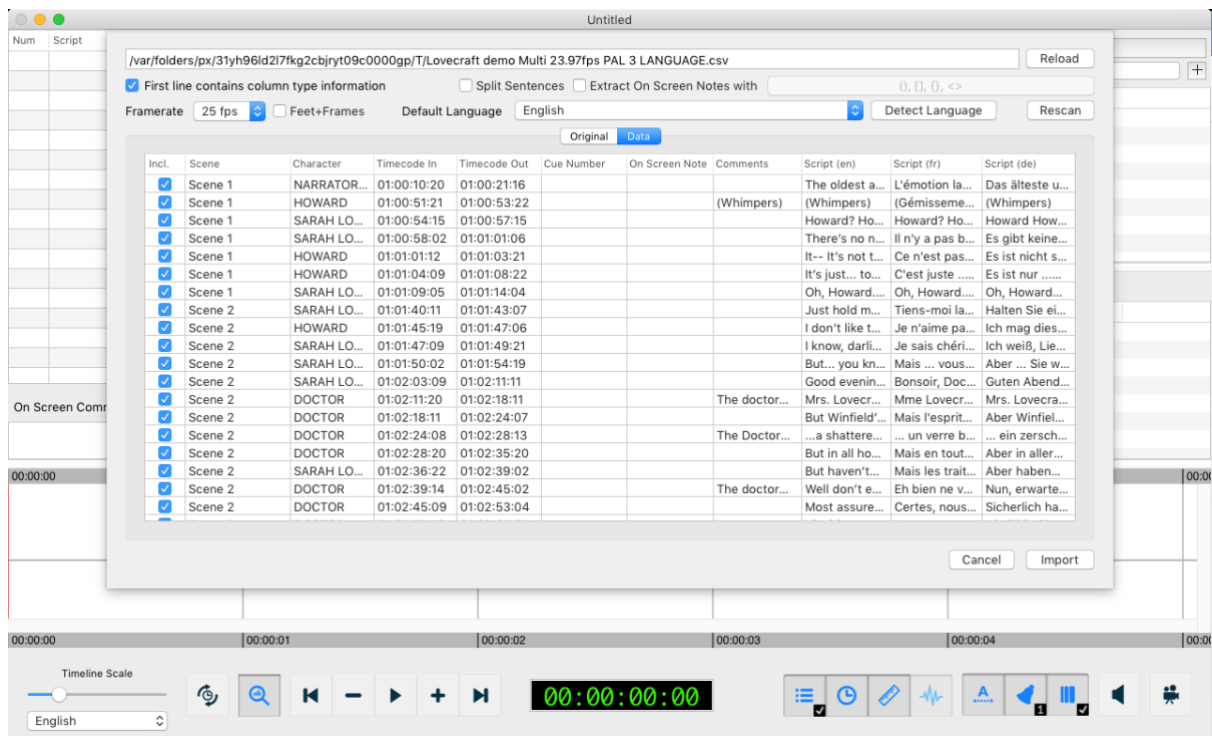 Untitled
Num Script
/var/folders/px/31yh96ld2l7fkg2cbjryt09c0000gp/T/Lovecraft demo Multi 23.97fps PAL 3 LANGUAGE.csv Reload
First line contains column type information Split Sentences Extract On Screen Notes with (), [], {}, <>
Framerate 25 fps Feet+Frames Default Language English Detect Language Rescan
Original Data
Incl. Scene Character Timecode In Timecode Out Cue Number On Screen Note Comments Script (en) Script (fr) Script (de)
Scene 1 NARRATOR... 01:00:10:20 01:00:21:16 The oldest a... L'émotion la... Das älteste u...
Scene 1 HOWARD 01:00:51:21 01:00:53:22 (Whimpers) (Whimpers) (Gémisseme... (Whimpers)
Scene 1 SARAH LO... 01:00:54:15 01:00:57:15 Howard? Ho... Howard? Ho... Howard How...
Scene 1 SARAH LO... 01:00:58:02 01:01:01:06 There's no n... Il n'y a pas b... Es gibt keine...
Scene 1 HOWARD 01:01:01:12 01:01:03:21 It-- It's not t... Ce n'est pas... Es ist nicht s...
Scene 1 HOWARD 01:01:04:09 01:01:08:22 It's just... to... C'est juste .... Es ist nur ......
Scene 1 SARAH LO... 01:01:09:05 01:01:14:04 Oh, Howard.... Oh, Howard.... Oh, Howard...
Scene 2 SARAH LO... 01:01:40:11 01:01:43:07 Just hold m... Tiens-moi la... Halten Sie ei...
Scene 2 HOWARD 01:01:45:19 01:01:47:06 I don't like t... Je n'aime pa... Ich mag dies...
Scene 2 SARAH LO... 01:01:47:09 01:01:49:21 I know, darli... Je sais chéri... Ich weiß, Lie...
Scene 2 SARAH LO... 01:01:50:02 01:01:54:19 But... you kn... Mais ... vous... Aber ... Sie w...
Scene 2 SARAH LO... 01:02:03:09 01:02:11:11 Good evenin... Bonsoir, Doc... Guten Abend...
Scene 2 DOCTOR 01:02:11:20 01:02:18:11 The doctor... Mrs. Lovecr... Mme Lovecr... Mrs. Lovecra...
Scene 2 DOCTOR 01:02:18:11 01:02:24:07 But Winfield'... Mais l'esprit... Aber Winfiel...
Scene 2 DOCTOR 01:02:24:08 01:02:28:13 The Doctor... ...a shattere... ... un verre b... ... ein zersch...
Scene 2 DOCTOR 01:02:28:20 01:02:35:20 But in all ho... Mais en tout... Aber in aller...
Scene 2 SARAH LO... 01:02:36:22 01:02:39:02 But haven't... Mais les trait... Aber haben...
Scene 2 DOCTOR 01:02:39:14 01:02:45:02 The doctor... Well don't e... Eh bien ne v... Nun, erwarte...
Scene 2 DOCTOR 01:02:45:09 01:02:53:04 Most assure... Certes, nous... Sicherlich ha...
On Screen Comm
Cancel Import
00:00:00 00:0
00:00:00 00:00:01 00:00:02 00:00:03 00:00:04 00:0
Timeline Scale
English
00:00:00:00
A
1